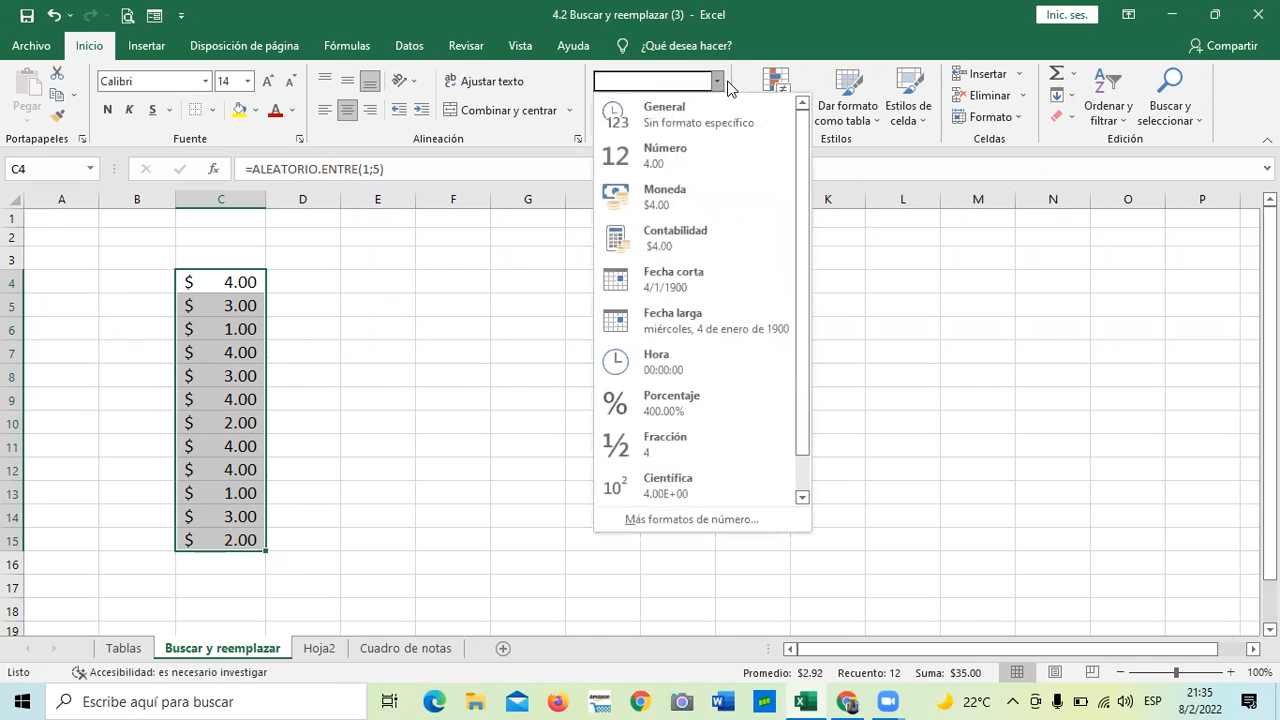 4.2 Buscar y reemplazar (3) - Excel
Inic. ses.
Archivo Inicio Insertar Disposición de página Fórmulas Datos Revisar Vista Ayuda ¿Qué desea hacer? Compartir
Pegar
Calibri 14
Ajustar texto
N K S
Combinar y centrar
Dar formato como tabla
Estilos de celda
Insertar
Eliminar
Formato
Ordenar y filtrar
Buscar y seleccionar
Portapapeles Fuente Alineación Estilos Celdas Edición
C4 fx =ALEATORIO.ENTRE(1;5)
A B C D E F G K L M N O P
1
2
3
4 $ 4.00
5 $ 3.00
6 $ 1.00
7 $ 4.00
8 $ 3.00
9 $ 4.00
10 $ 2.00
11 $ 4.00
12 $ 4.00
13 $ 1.00
14 $ 3.00
15 $ 2.00
16
17
18
19
123 General
Sin formato específico
12 Número
4.00
Moneda
$4.00
Contabilidad
$4.00
Fecha corta
4/1/1900
Fecha larga
miércoles, 4 de enero de 1900
Hora
00:00:00
% Porcentaje
400.00%
½ Fracción
4
10² Científica
4.00E+00
Más formatos de número...
Tablas Buscar y reemplazar Hoja2 Cuadro de notas
Listo Accesibilidad: es necesario investigar Promedio: $2.92 Recuento: 12 Suma: $35.00 100%
Escribe aquí para buscar
amazon
22°C ESP
21:35
8/2/2022